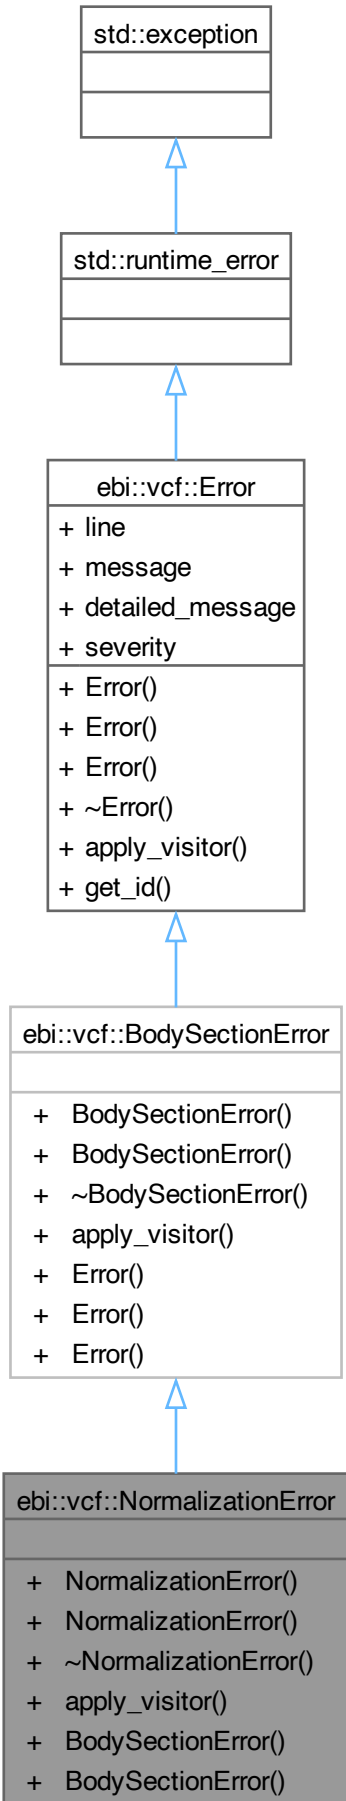 std::exception
std::runtime_error
ebi::vcf::Error
+ line
+ message
+ detailed_message
+ severity
+ Error()
+ Error()
+ Error()
+ ~Error()
+ apply_visitor()
+ get_id()
ebi::vcf::BodySectionError
+ BodySectionError()
+ BodySectionError()
+ ~BodySectionError()
+ apply_visitor()
+ Error()
+ Error()
+ Error()
ebi::vcf::NormalizationError
+ NormalizationError()
+ NormalizationError()
+ ~NormalizationError()
+ apply_visitor()
+ BodySectionError()
+ BodySectionError()